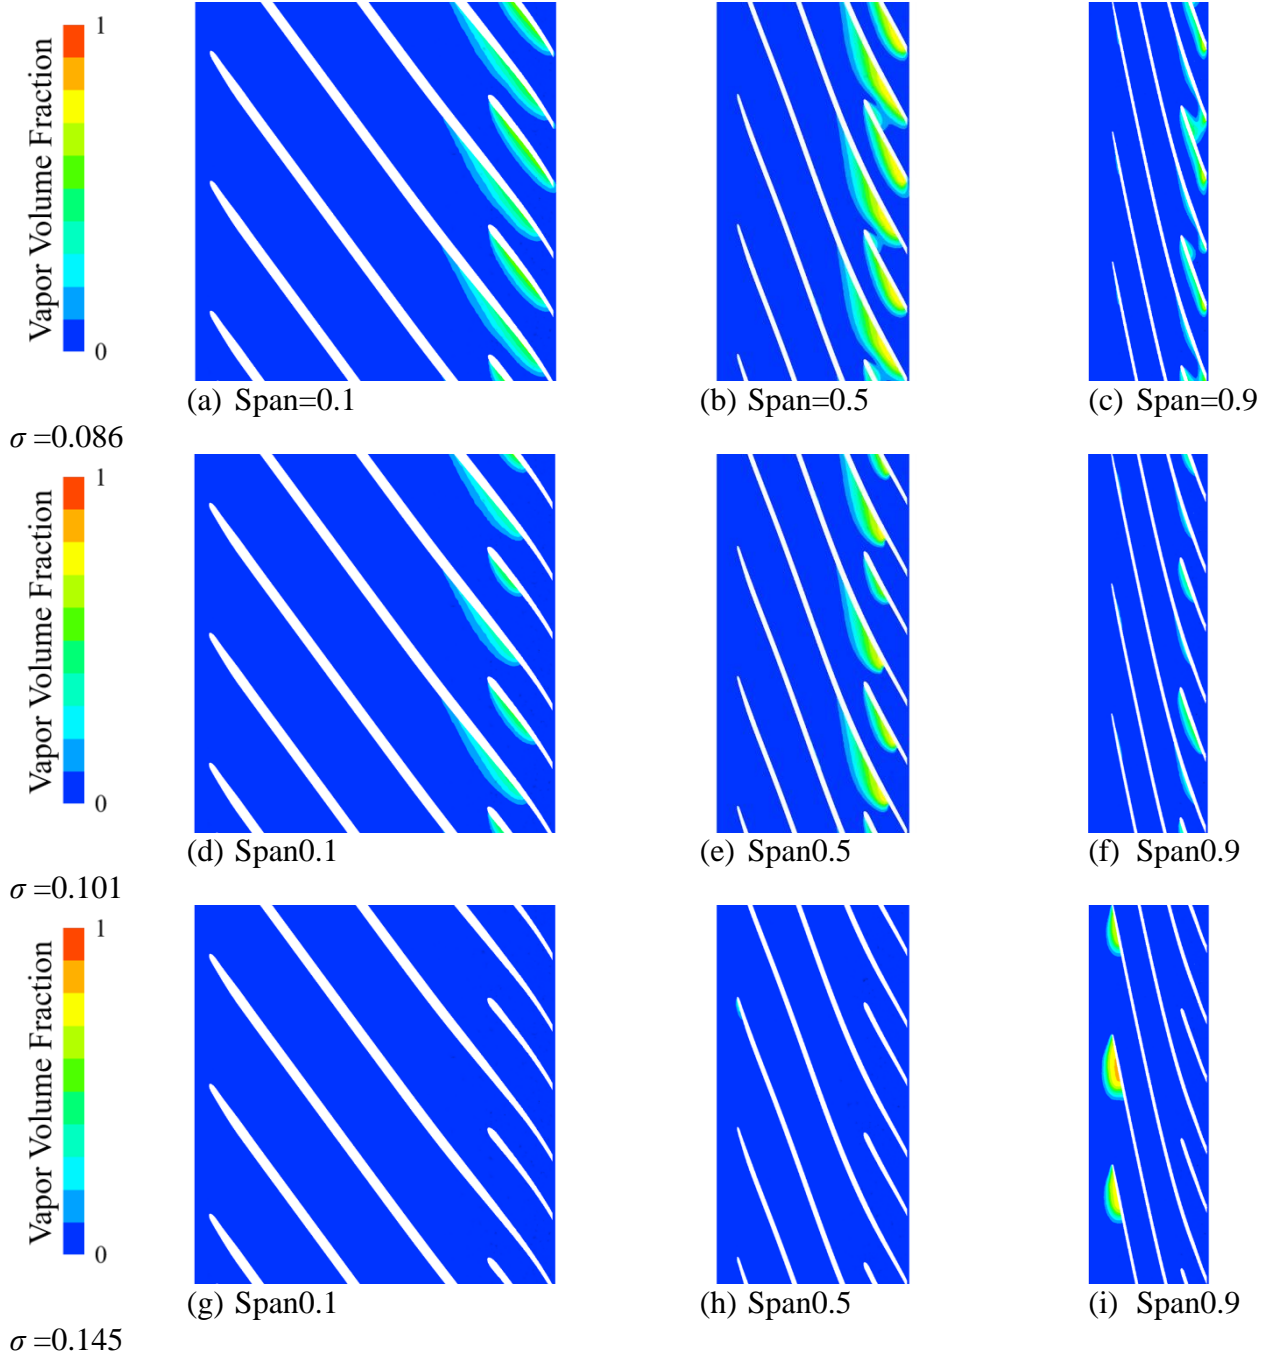 1
Vapor Volume Fraction
0
(a) Span=0.1
(b) Span=0.5
(c) Span=0.9
σ =0.086
1
Vapor Volume Fraction
0
(d) Span0.1
(e) Span0.5
(f) Span0.9
σ =0.101
1
Vapor Volume Fraction
0
(g) Span0.1
(h) Span0.5
(i) Span0.9
σ =0.145